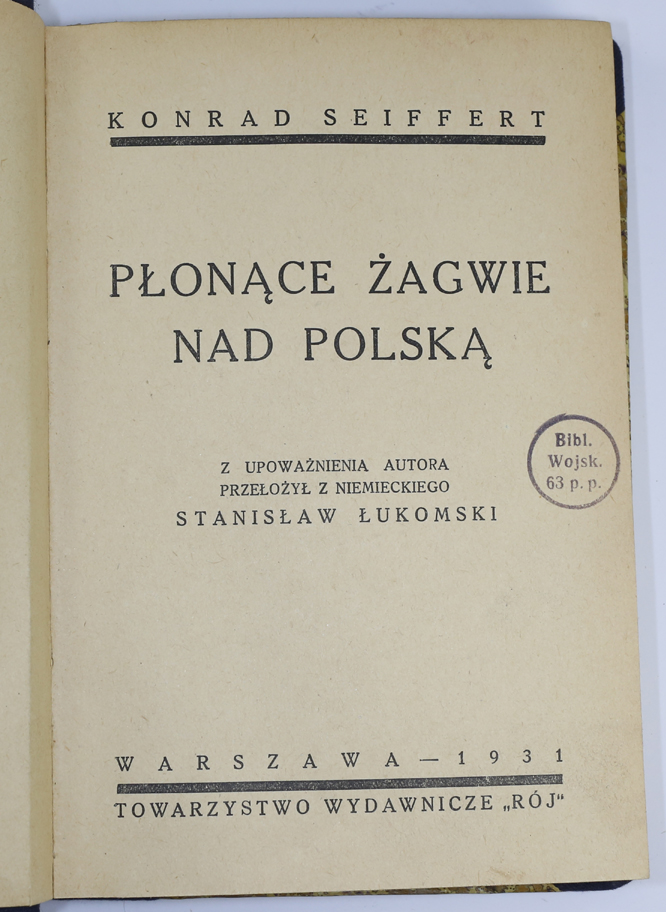 KONRAD SEIFFERT
PŁONĄCE ŻAGWIE
NAD POLSKĄ
Z UPOWAŻNIENIA AUTORA
PRZEŁOŻYŁ Z NIEMIECKIEGO
STANISŁAW ŁUKOMSKI
Bibl.
Wojsk.
63 p. p.
WARSZAWA — 1931
TOWARZYSTWO WYDAWNICZE „RÓJ“